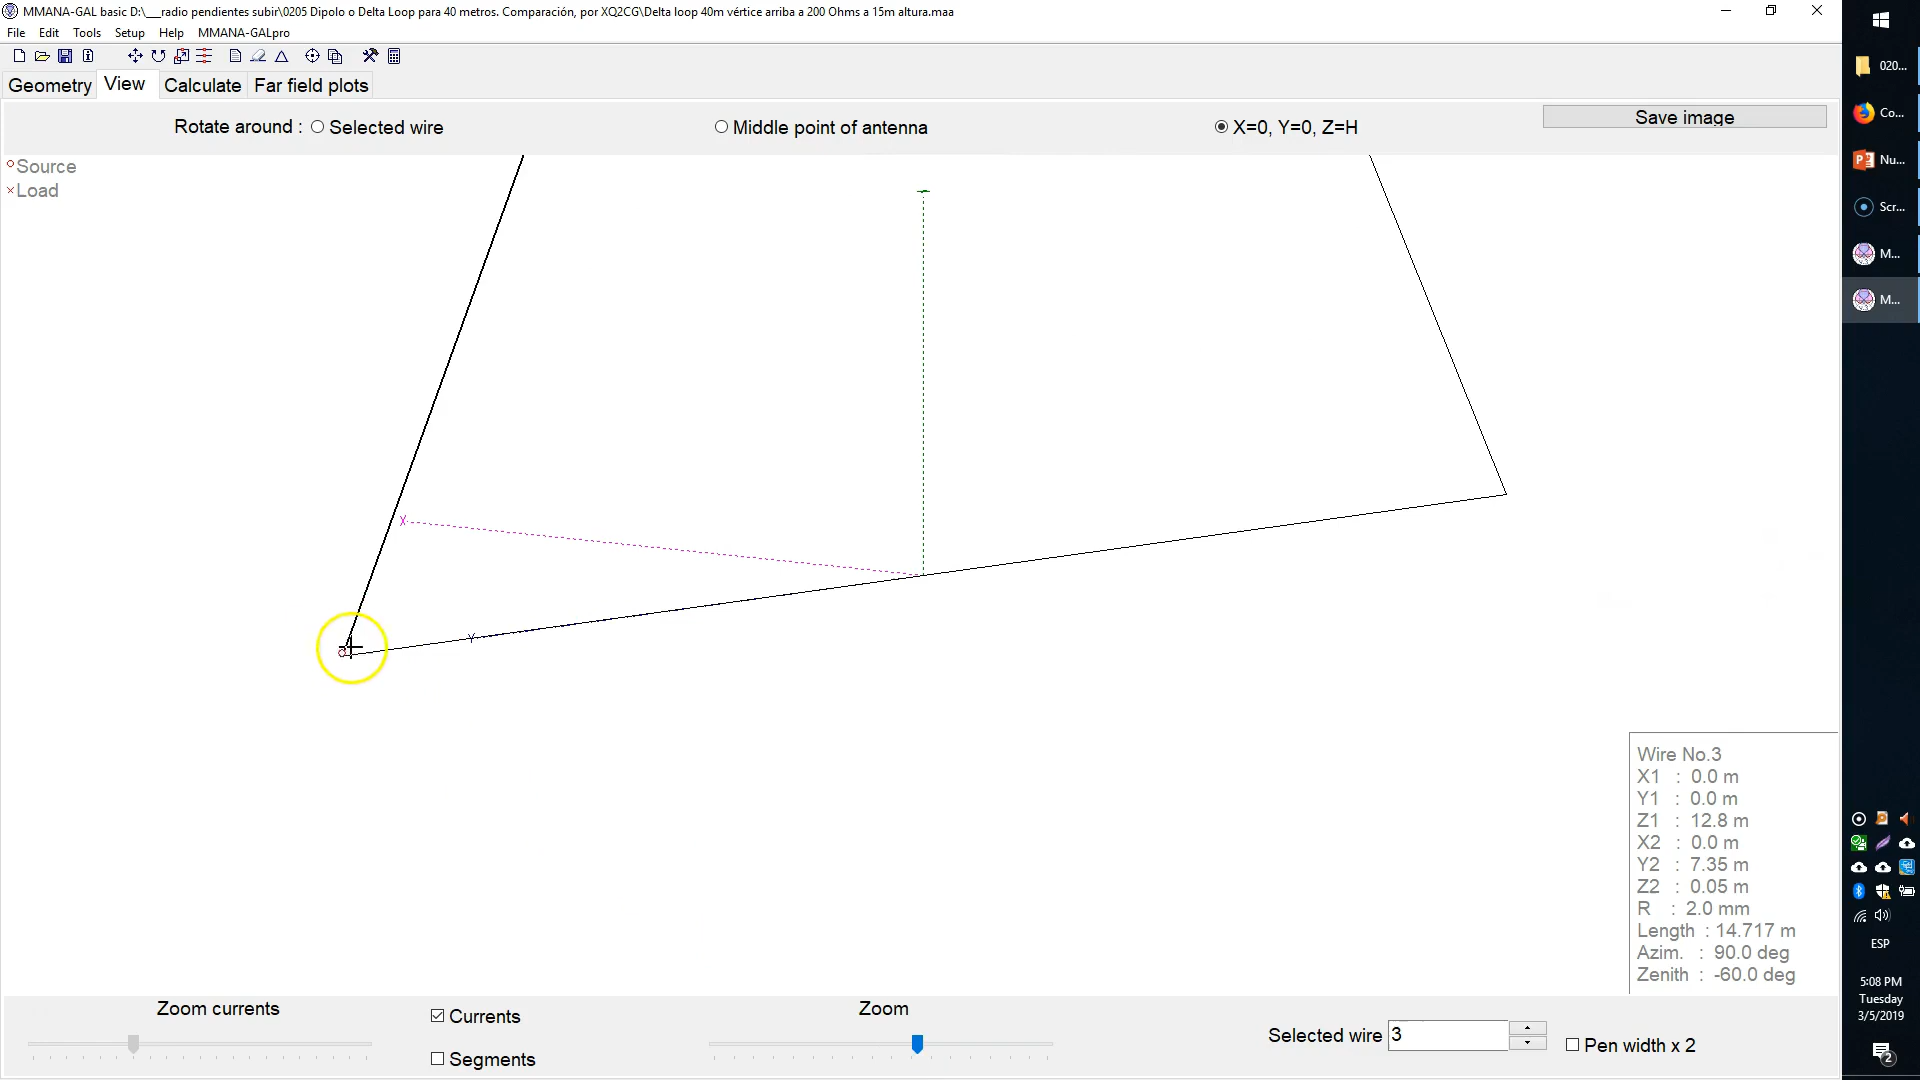 MMANA-GAL basic D:\__radio pendientes subir\0205 Dipolo o Delta Loop para 40 metros. Comparación, por XQ2CG\Delta loop 40m vértice arriba a 200 Ohms a 15m altura.maa
File Edit Tools Setup Help MMANA-GALpro
Geometry View Calculate Far field plots
Rotate around : Selected wire Middle point of antenna X=0, Y=0, Z=H Save image
Source
Load
X
Y
Wire No.3
X1 : 0.0 m
Y1 : 0.0 m
Z1 : 12.8 m
X2 : 0.0 m
Y2 : 7.35 m
Z2 : 0.05 m
R : 2.0 mm
Length : 14.717 m
Azim. : 90.0 deg
Zenith : -60.0 deg
Zoom currents
Currents
Segments
Zoom
Selected wire 3
Pen width x 2
020...
Co...
Nu...
Scr...
M...
M...
ESP
5:08 PM
Tuesday
3/5/2019
2